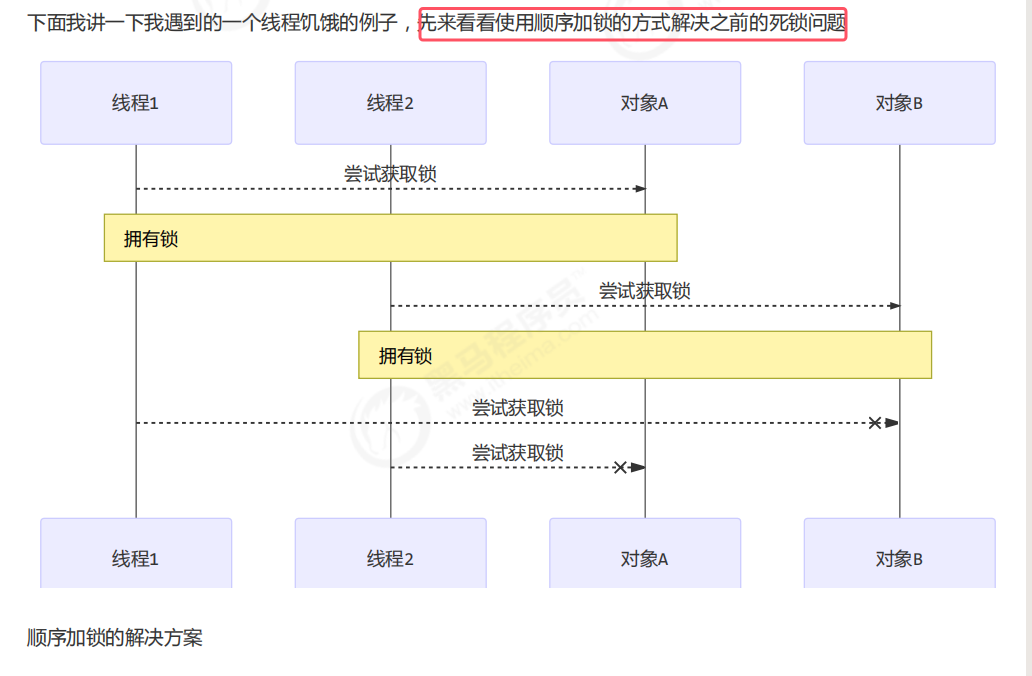 下面我讲一下我遇到的一个线程饥饿的例子，先来看看使用顺序加锁的方式解决之前的死锁问题
线程1
线程2
对象A
对象B
尝试获取锁
拥有锁
尝试获取锁
拥有锁
尝试获取锁
尝试获取锁
线程1
线程2
对象A
对象B
顺序加锁的解决方案
黑马程序员™
www.itheima.com